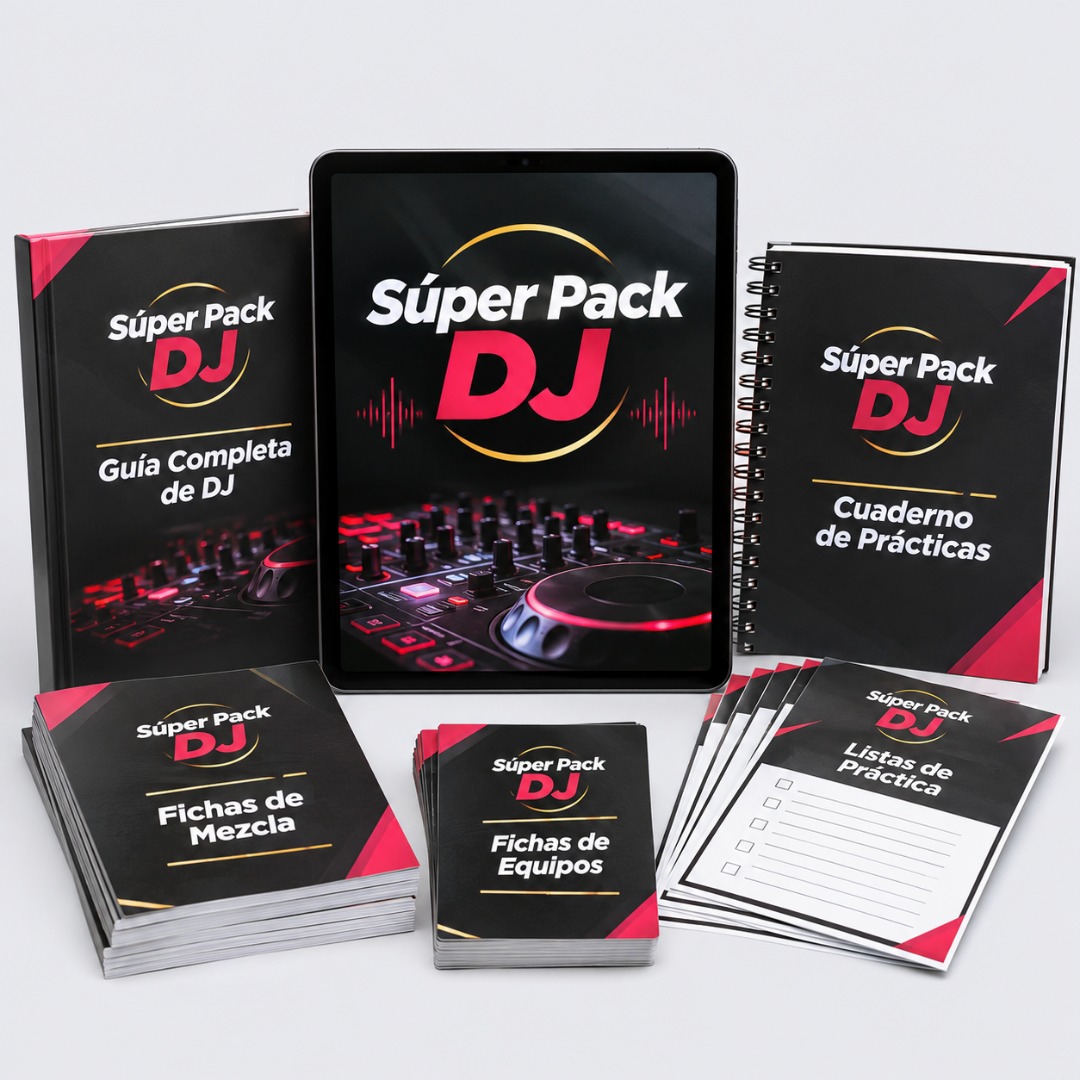 Súper Pack
DJ
Guía Completa
de DJ
Súper Pack
DJ
Súper Pack
DJ
Cuaderno
de Prácticas
Súper Pack
DJ
Fichas de
Mezcla
Súper Pack
DJ
Fichas de
Equipos
Súper Pack
DJ
Listas de
Práctica